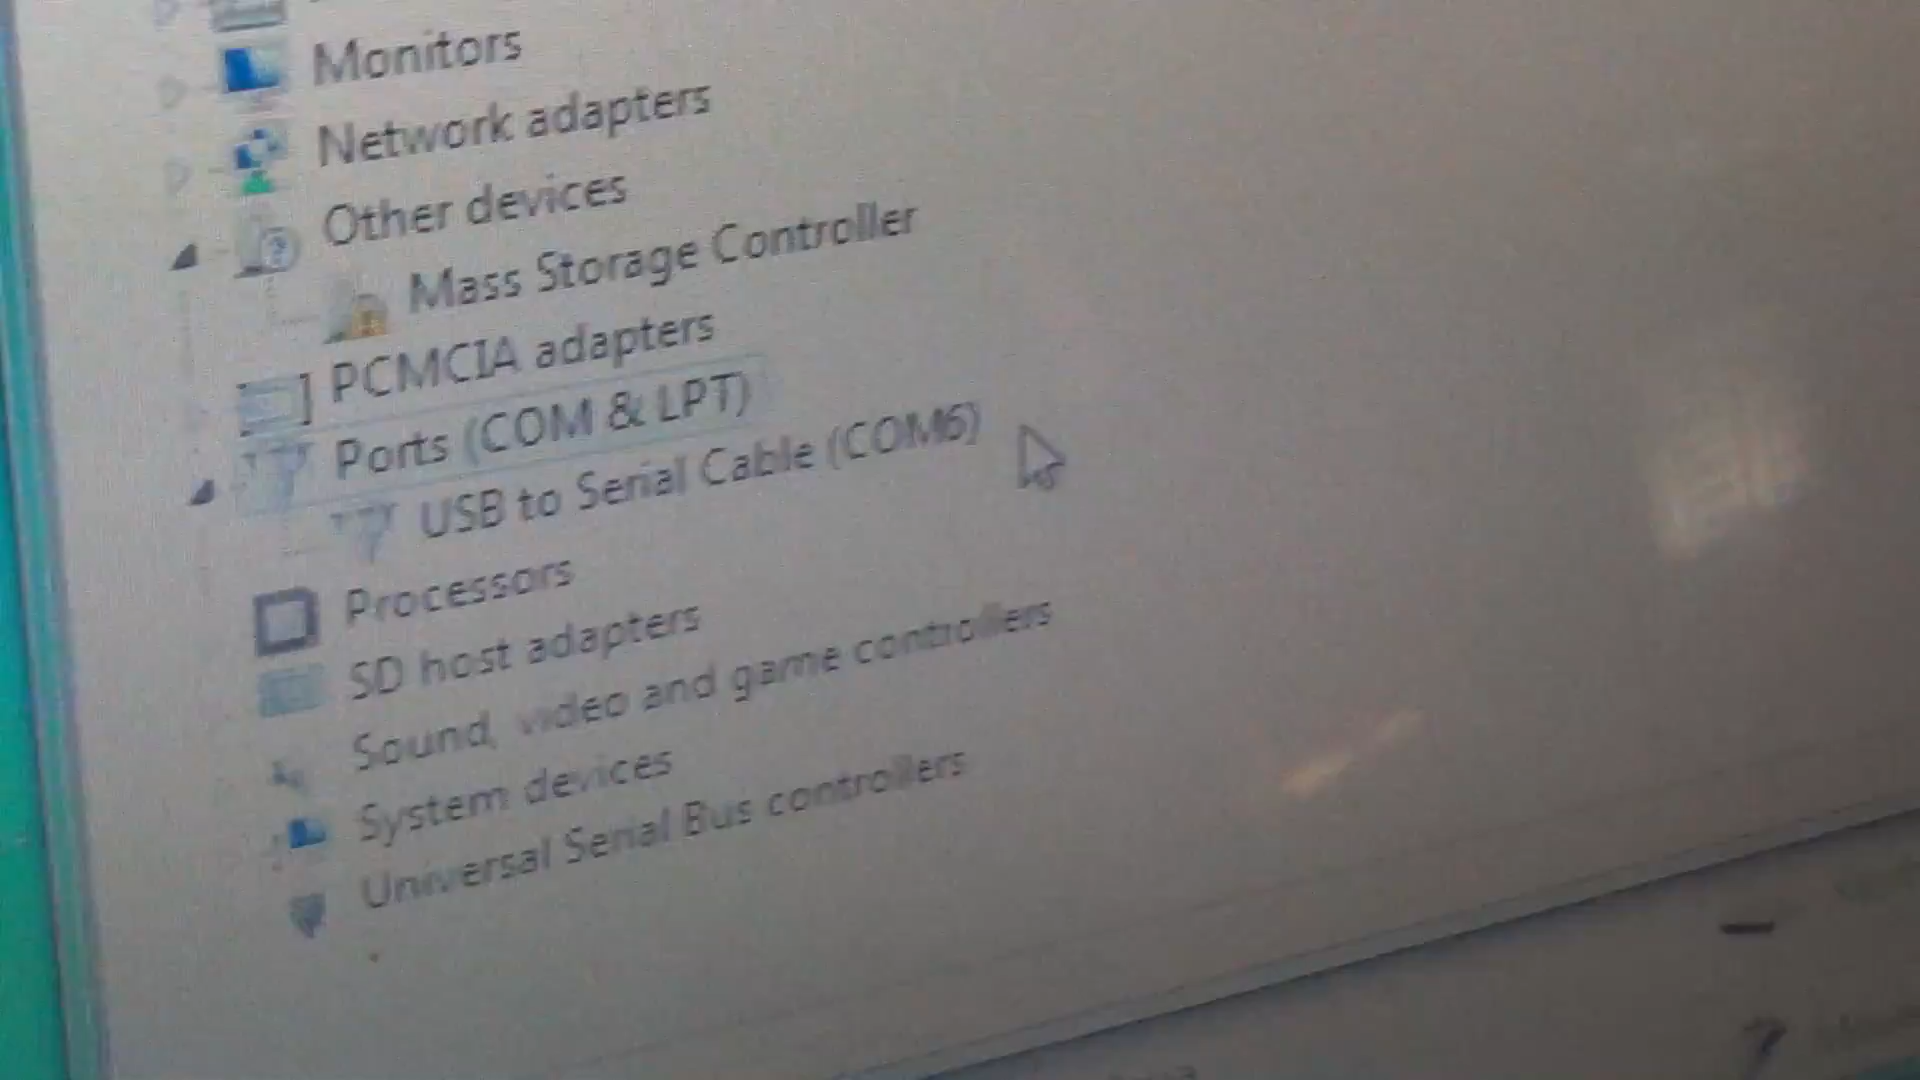 Monitors
Network adapters
Other devices
Mass Storage Controller
PCMCIA adapters
Ports (COM & LPT)
USB to Serial Cable (COM6)
Processors
SD host adapters
Sound, video and game controllers
System devices
Universal Serial Bus controllers